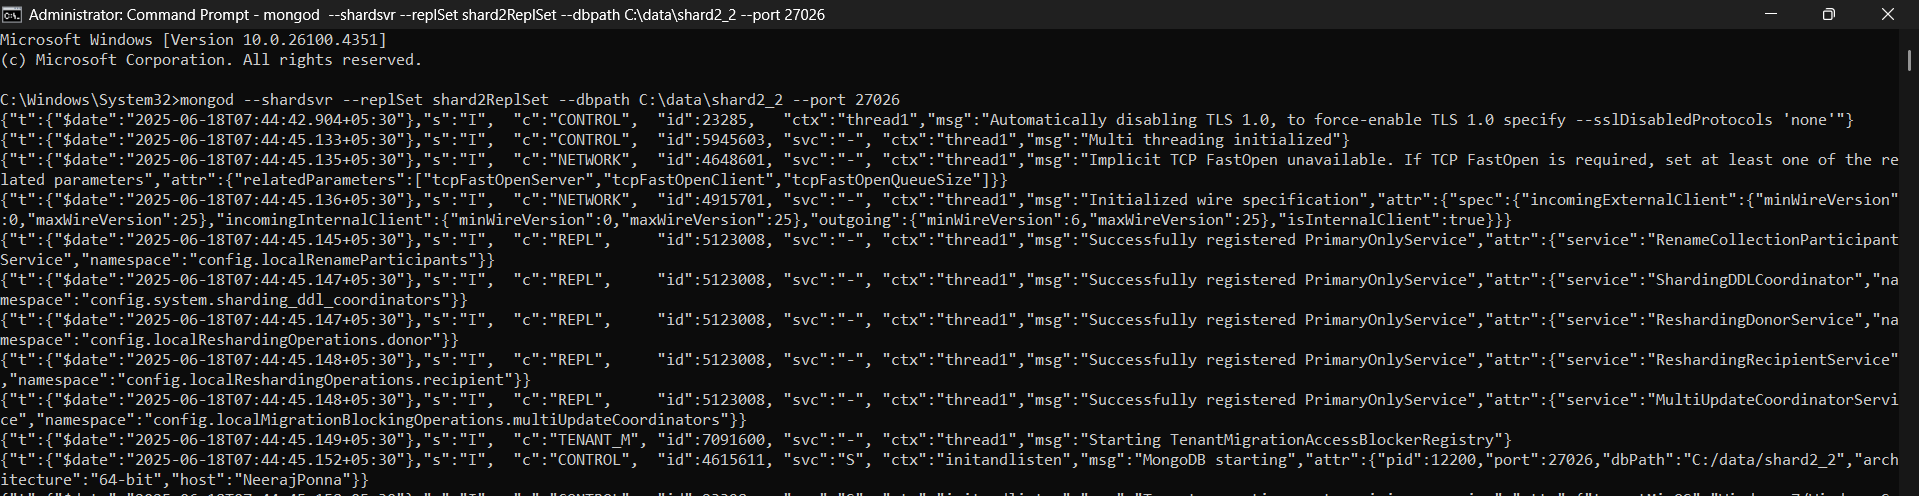 Administrator: Command Prompt - mongod  --shardsvr --replSet shard2ReplSet --dbpath C:\data\shard2_2 --port 27026
Microsoft Windows [Version 10.0.26100.4351]
(c) Microsoft Corporation. All rights reserved.
C:\Windows\System32>mongod --shardsvr --replSet shard2ReplSet --dbpath C:\data\shard2_2 --port 27026
{"t":{"$date":"2025-06-18T07:44:42.904+05:30"},"s":"I",  "c":"CONTROL",  "id":23285,   "ctx":"thread1","msg":"Automatically disabling TLS 1.0, to force-enable TLS 1.0 specify --sslDisabledProtocols 'none'"}
{"t":{"$date":"2025-06-18T07:44:45.133+05:30"},"s":"I",  "c":"CONTROL",  "id":5945603, "svc":"-", "ctx":"thread1","msg":"Multi threading initialized"}
{"t":{"$date":"2025-06-18T07:44:45.135+05:30"},"s":"I",  "c":"NETWORK",  "id":4648601, "svc":"-", "ctx":"thread1","msg":"Implicit TCP FastOpen unavailable. If TCP FastOpen is required, set at least one of the re
lated parameters","attr":{"relatedParameters":["tcpFastOpenServer","tcpFastOpenClient","tcpFastOpenQueueSize"]}}
{"t":{"$date":"2025-06-18T07:44:45.136+05:30"},"s":"I",  "c":"NETWORK",  "id":4915701, "svc":"-", "ctx":"thread1","msg":"Initialized wire specification","attr":{"spec":{"incomingExternalClient":{"minWireVersion"
:0,"maxWireVersion":25},"incomingInternalClient":{"minWireVersion":0,"maxWireVersion":25},"outgoing":{"minWireVersion":6,"maxWireVersion":25},"isInternalClient":true}}}
{"t":{"$date":"2025-06-18T07:44:45.145+05:30"},"s":"I",  "c":"REPL",     "id":5123008, "svc":"-", "ctx":"thread1","msg":"Successfully registered PrimaryOnlyService","attr":{"service":"RenameCollectionParticipant
Service","namespace":"config.localRenameParticipants"}}
{"t":{"$date":"2025-06-18T07:44:45.147+05:30"},"s":"I",  "c":"REPL",     "id":5123008, "svc":"-", "ctx":"thread1","msg":"Successfully registered PrimaryOnlyService","attr":{"service":"ShardingDDLCoordinator","na
mespace":"config.system.sharding_ddl_coordinators"}}
{"t":{"$date":"2025-06-18T07:44:45.147+05:30"},"s":"I",  "c":"REPL",     "id":5123008, "svc":"-", "ctx":"thread1","msg":"Successfully registered PrimaryOnlyService","attr":{"service":"ReshardingDonorService","na
mespace":"config.localReshardingOperations.donor"}}
{"t":{"$date":"2025-06-18T07:44:45.148+05:30"},"s":"I",  "c":"REPL",     "id":5123008, "svc":"-", "ctx":"thread1","msg":"Successfully registered PrimaryOnlyService","attr":{"service":"ReshardingRecipientService"
,"namespace":"config.localReshardingOperations.recipient"}}
{"t":{"$date":"2025-06-18T07:44:45.148+05:30"},"s":"I",  "c":"REPL",     "id":5123008, "svc":"-", "ctx":"thread1","msg":"Successfully registered PrimaryOnlyService","attr":{"service":"MultiUpdateCoordinatorServi
ce","namespace":"config.localMigrationBlockingOperations.multiUpdateCoordinators"}}
{"t":{"$date":"2025-06-18T07:44:45.149+05:30"},"s":"I",  "c":"TENANT_M", "id":7091600, "svc":"-", "ctx":"thread1","msg":"Starting TenantMigrationAccessBlockerRegistry"}
{"t":{"$date":"2025-06-18T07:44:45.152+05:30"},"s":"I",  "c":"CONTROL",  "id":4615611, "svc":"S", "ctx":"initandlisten","msg":"MongoDB starting","attr":{"pid":12200,"port":27026,"dbPath":"C:/data/shard2_2","arch
itecture":"64-bit","host":"NeerajPonna"}}